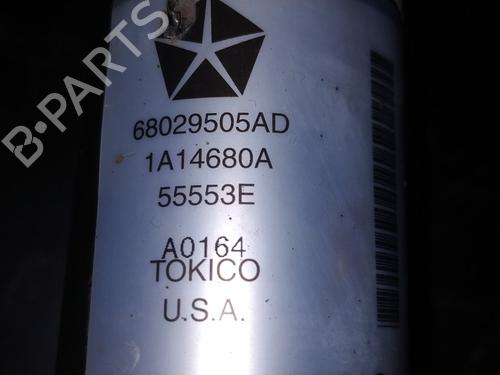 68029505AD
1A14680A
55553E
A0164
TOKICO
U.S.A.
B-Parts